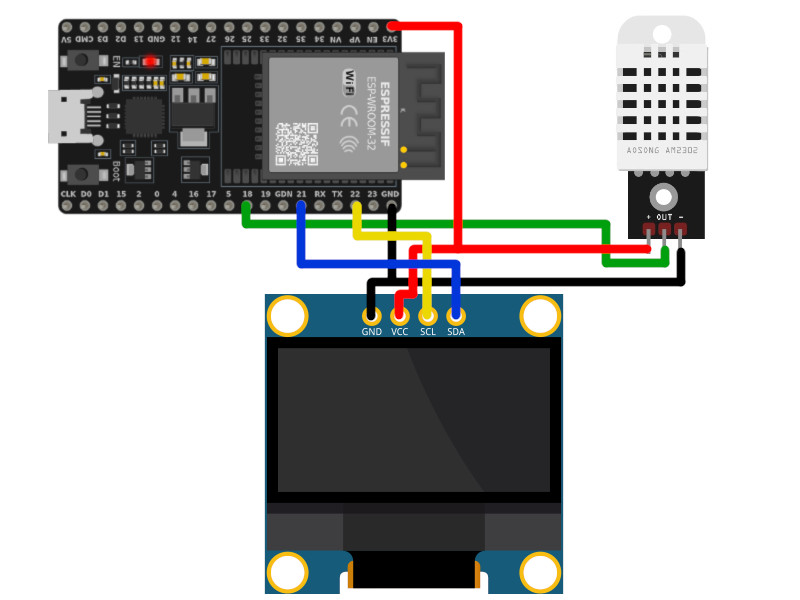 5V CMD D3 D2 13 GND 12 14 27 26 25 33 32 35 34 VN VP EN 3V3
EN
WiFi
CE
ESPRESSIF
ESP-WROOM-32
Boot
CLK D0 D1 15 2 0 4 16 17 5 18 19 GDN 21 RX TX 22 23 GND
AOSONG AM2302
+ OUT -
GND VCC SCL SDA